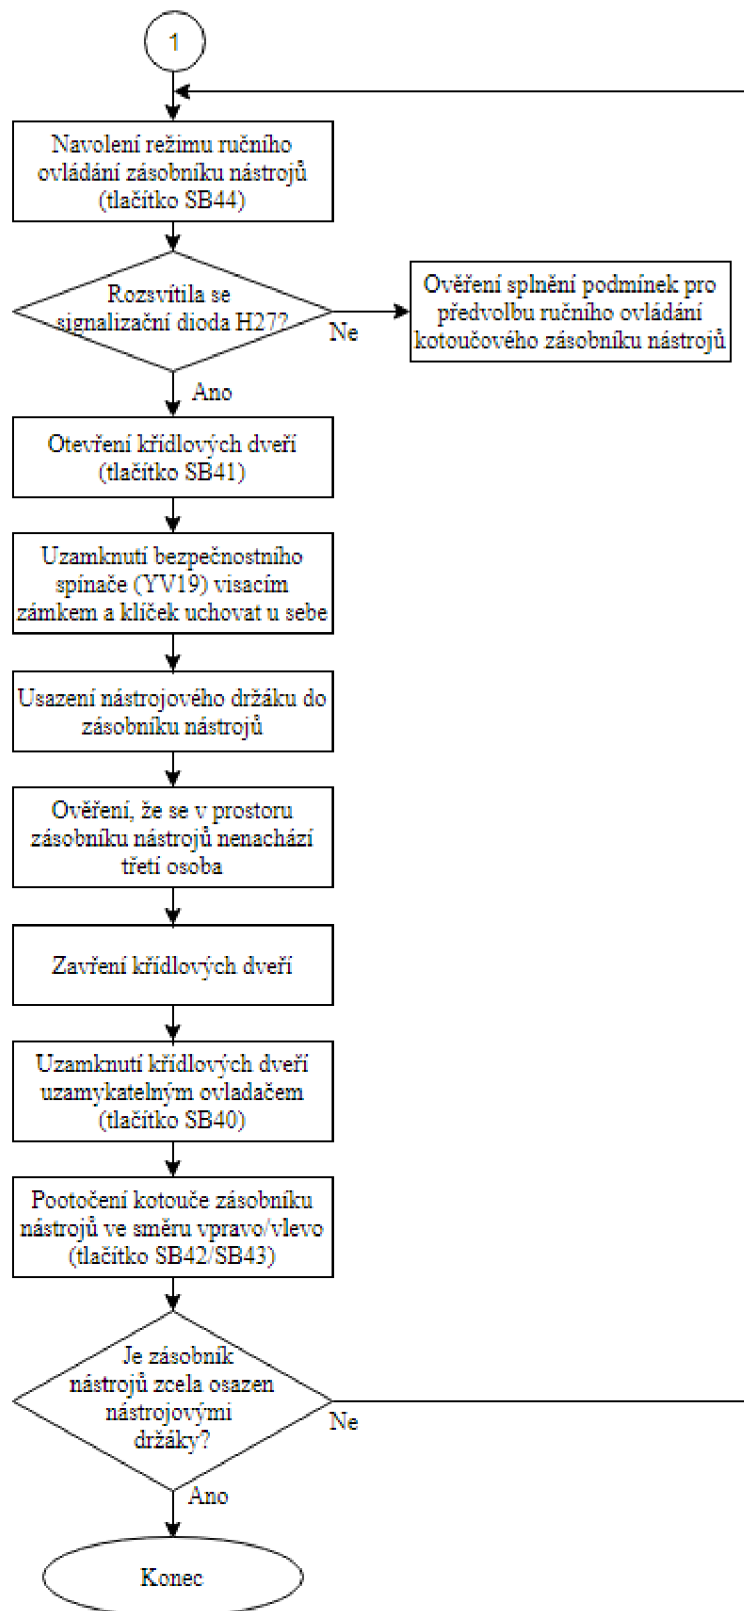 1
Navolení režimu ručního
ovládání zásobníku nástrojů
(tlačítko SB44)
Rozsvítila se
signalizační dioda H27?
Ne
Ověření splnění podmínek pro
předvolbu ručního ovládání
kotoučového zásobníku nástrojů
Ano
Otevření křídlových dveří
(tlačítko SB41)
Uzamknutí bezpečnostního
spínače (YV19) visacím
zámkem a klíček uchovat u sebe
Usazení nástrojového držáku do
zásobníku nástrojů
Ověření, že se v prostoru
zásobníku nástrojů nenachází
třetí osoba
Zavření křídlových dveří
Uzamknutí křídlových dveří
uzamykatelným ovladačem
(tlačítko SB40)
Pootočení kotouče zásobníku
nástrojů ve směru vpravo/vlevo
(tlačítko SB42/SB43)
Je zásobník
nástrojů zcela osazen
nástrojovými
držáky?
Ne
Ano
Konec